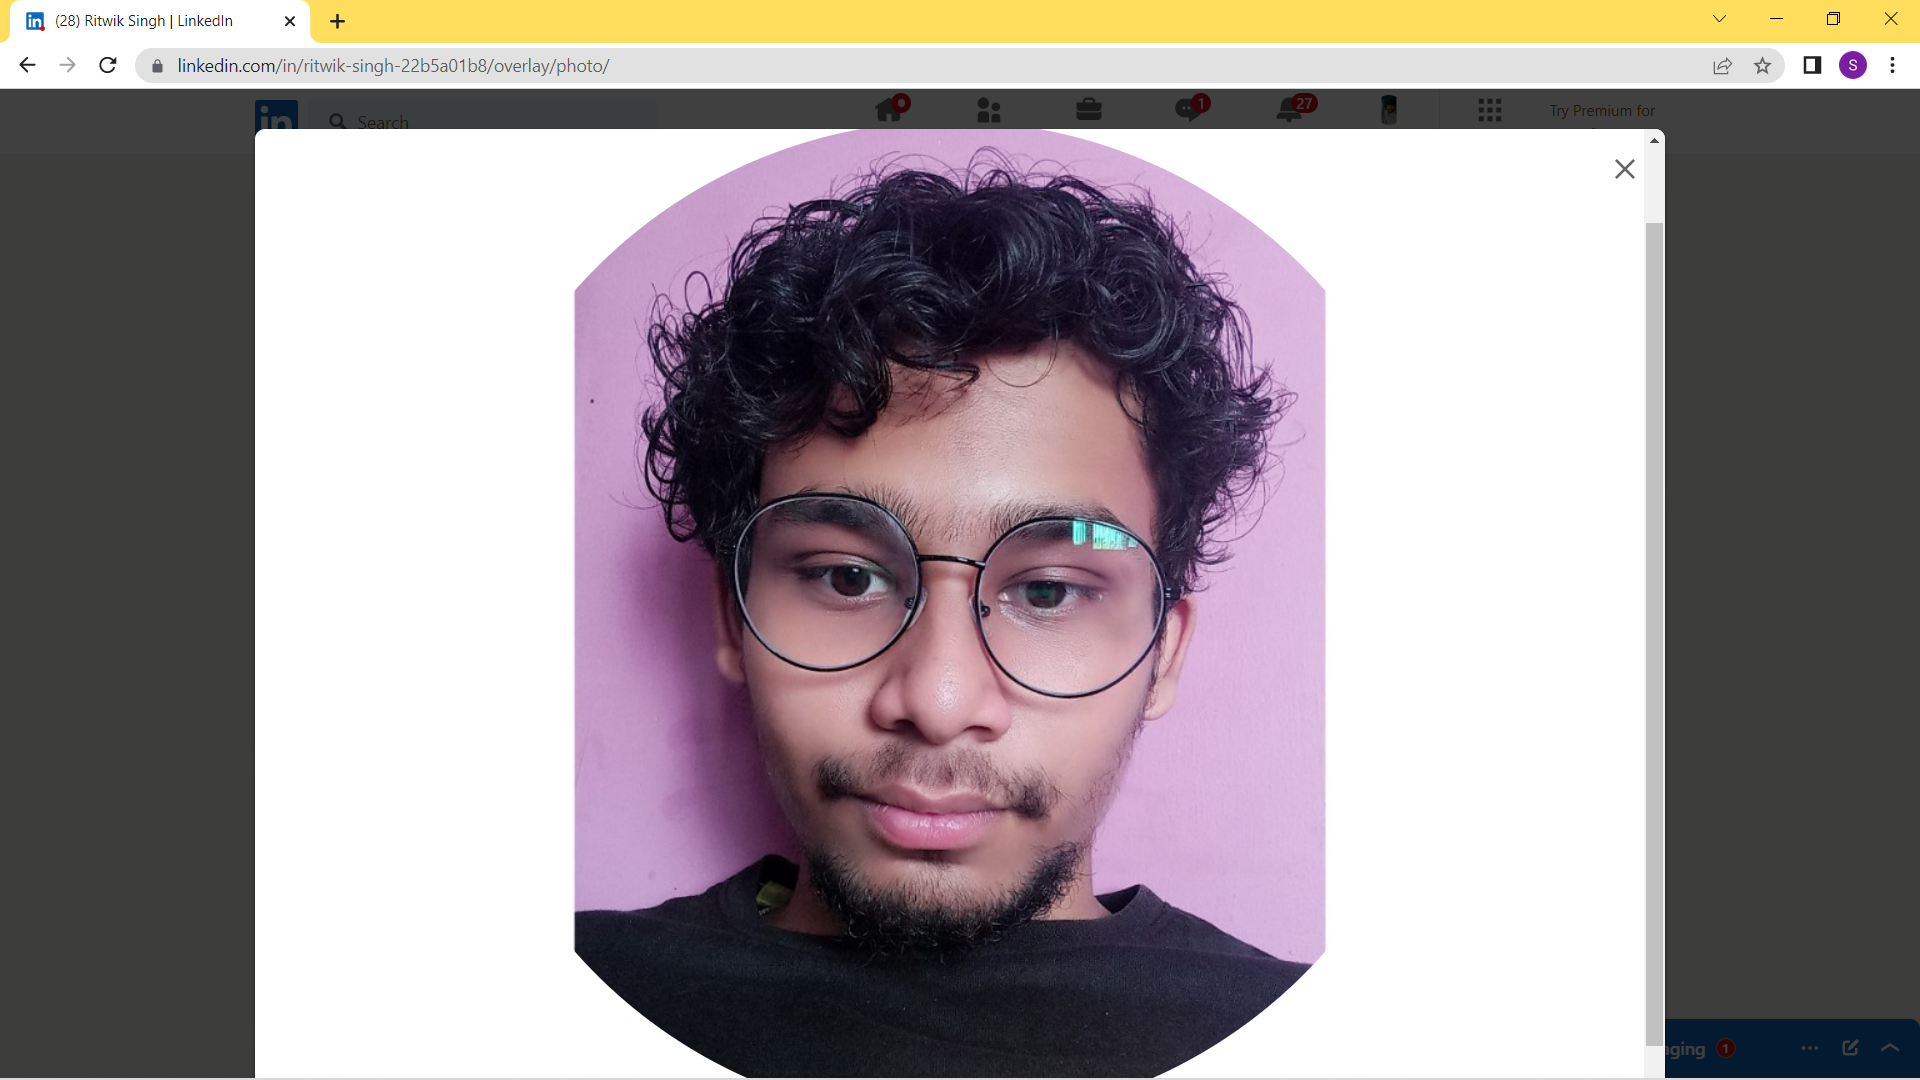 (28) Ritwik Singh | LinkedIn
linkedin.com/in/ritwik-singh-22b5a01b8/overlay/photo/
S
in
Search
1
27
Try Premium for
aging 1